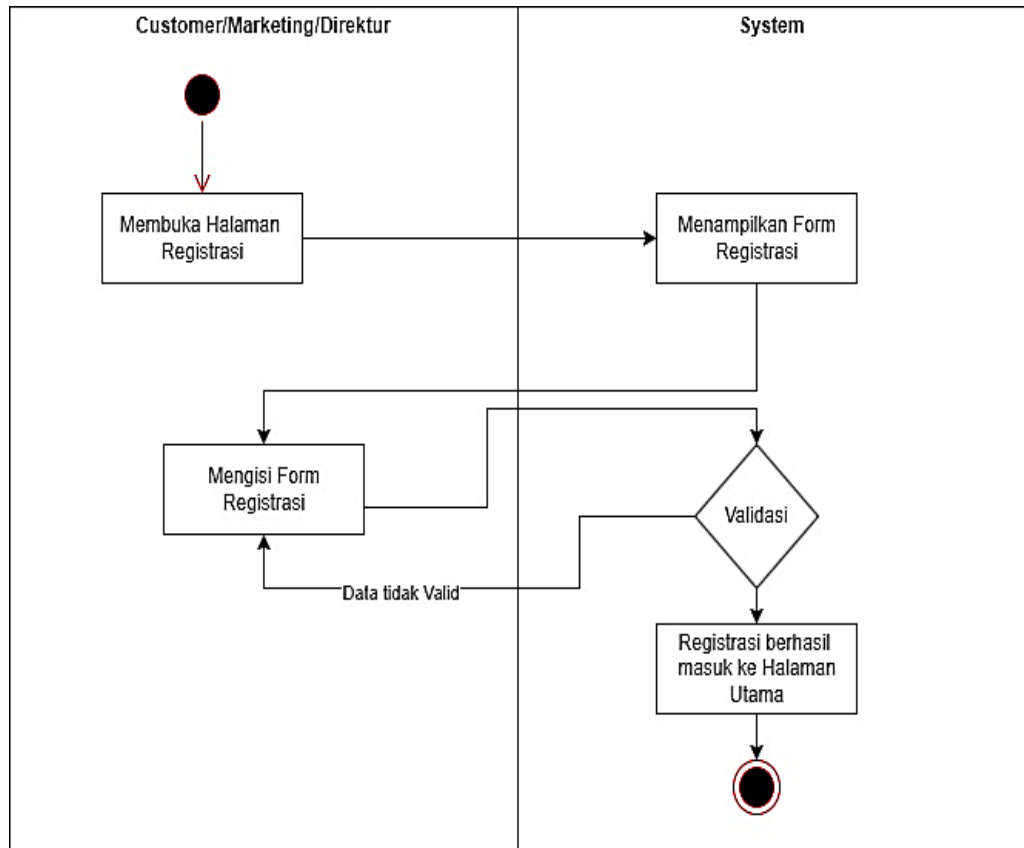 Customer/Marketing/Direktur
System
Membuka Halaman
Registrasi
Menampilkan Form
Registrasi
Mengisi Form
Registrasi
Validasi
Data tidak Valid
Registrasi berhasil
masuk ke Halaman
Utama